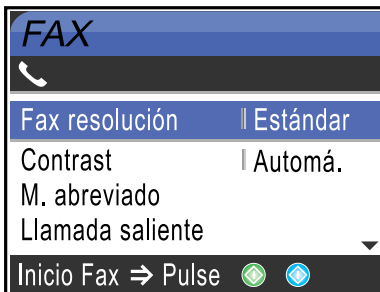 FAX
Fax resolución Estándar
Contrast Automá.
M. abreviado
Llamada saliente
Inicio Fax ⇒ Pulse